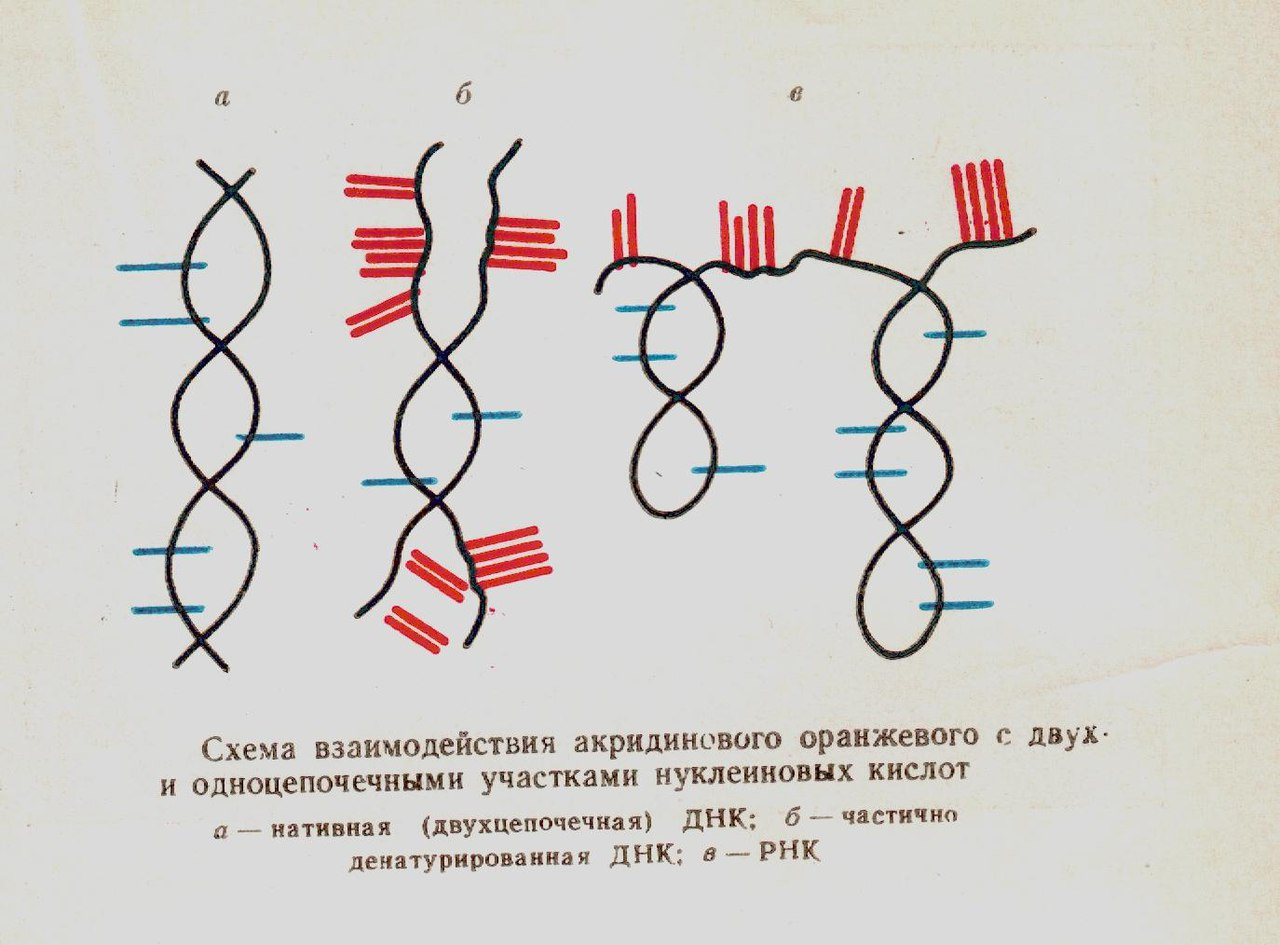 а б в
Схема взаимодействия акридинового оранжевого с двух-
и одноцепочечными участками нуклеиновых кислот
а — нативная (двухцепочечная) ДНК; б — частично
денатурированная ДНК; в — РНК